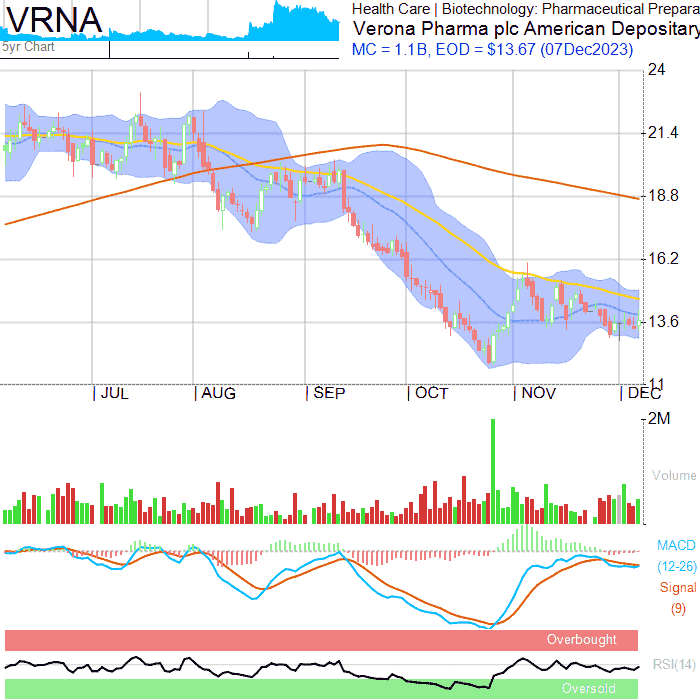 VRNA
5yr Chart
Health Care | Biotechnology: Pharmaceutical Prepara
Verona Pharma plc American Depositary
MC = 1.1B, EOD = $13.67 (07Dec2023)
24
21.4
18.8
16.2
13.6
11
JUL
AUG
SEP
OCT
NOV
DEC
2M
Volume
MACD
(12-26)
Signal
(9)
Overbought
RSI(14)
Oversold